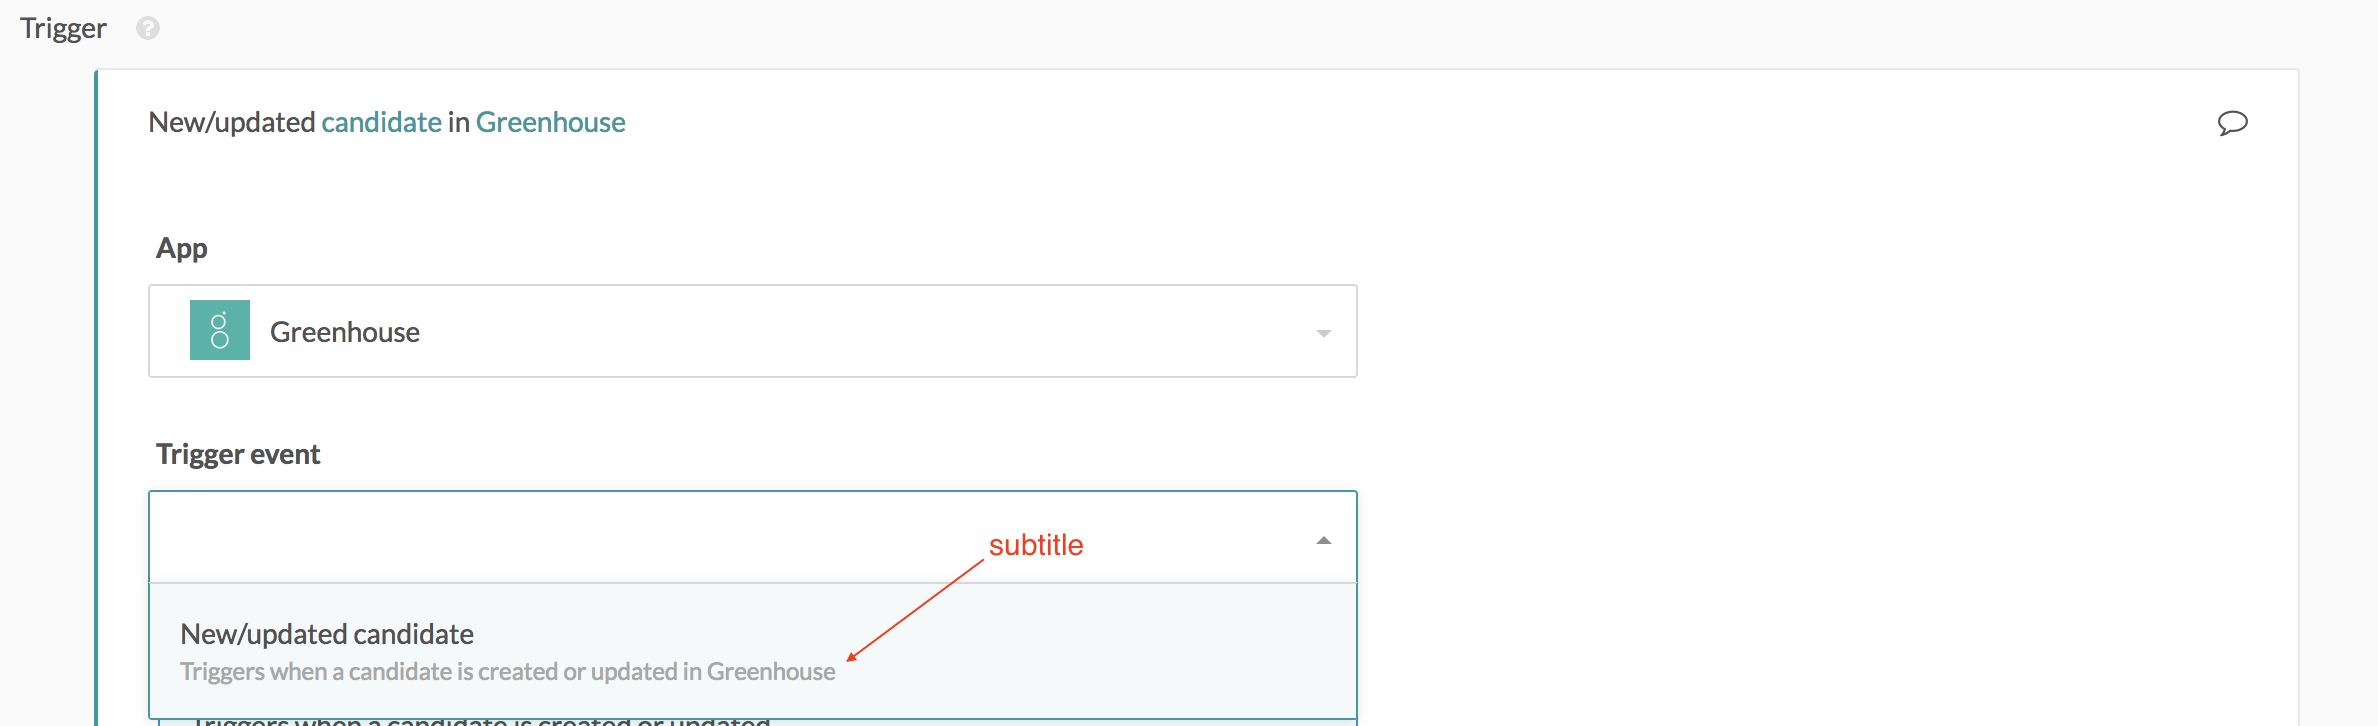 Trigger ?
New/updated candidate in Greenhouse
App
g Greenhouse
Trigger event
subtitle
New/updated candidate
Triggers when a candidate is created or updated in Greenhouse
Triggers when a candidate is created or updated